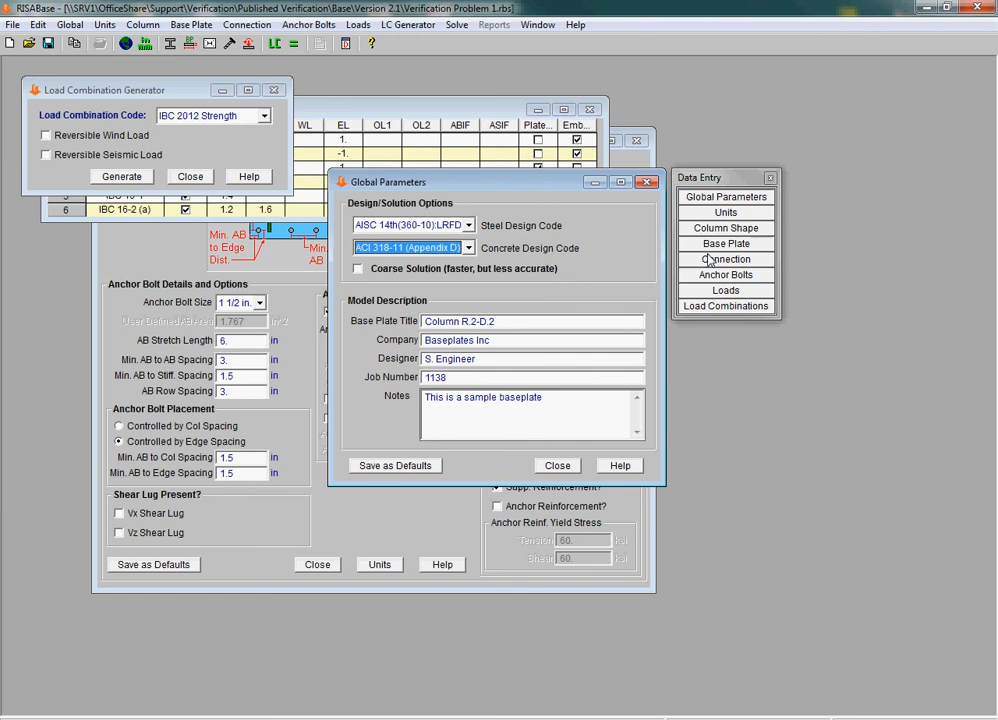 RISABase - [\\SRV1\OfficeShare\Support\Verification\Published Verification\Base\Version 2.1\Verification Problem 1.rbs]
File Edit Global Units Column Base Plate Connection Anchor Bolts Loads LC Generator Solve Reports Window Help
LC
Load Combination Generator
Load Combination Code: IBC 2012 Strength
Reversible Wind Load
Reversible Seismic Load
Generate Close Help
WL EL OL1 OL2 ABIF ASIF Plate... Emb...
1.
-1.
6 IBC 16-2 (a) 1.2 1.6
Min. AB
to Edge
Dist.
Min.
AB
Anchor Bolt Details and Options
Anchor Bolt Size 1 1/2 in.
User Defined AB Area 1.767 in^2
AB Stretch Length 6. in
Min. AB to AB Spacing 3. in
Min. AB to Stiff. Spacing 1.5 in
AB Row Spacing 3. in
Anchor Bolt Placement
Controlled by Col Spacing
Controlled by Edge Spacing
Min. AB to Col Spacing 1.5 in
Min. AB to Edge Spacing 1.5 in
Shear Lug Present?
Vx Shear Lug
Vz Shear Lug
Save as Defaults Close Units Help
Supp. Reinforcement?
Anchor Reinforcement?
Anchor Reinf. Yield Stress
Tension 60. ksi
Shear 60. ksi
Global Parameters
Design/Solution Options
AISC 14th(360-10):LRFD Steel Design Code
ACI 318-11 (Appendix D) Concrete Design Code
Coarse Solution (faster, but less accurate)
Model Description
Base Plate Title Column R.2-D.2
Company Baseplates Inc
Designer S. Engineer
Job Number 1138
Notes This is a sample baseplate
Save as Defaults Close Help
Data Entry
Global Parameters
Units
Column Shape
Base Plate
Connection
Anchor Bolts
Loads
Load Combinations